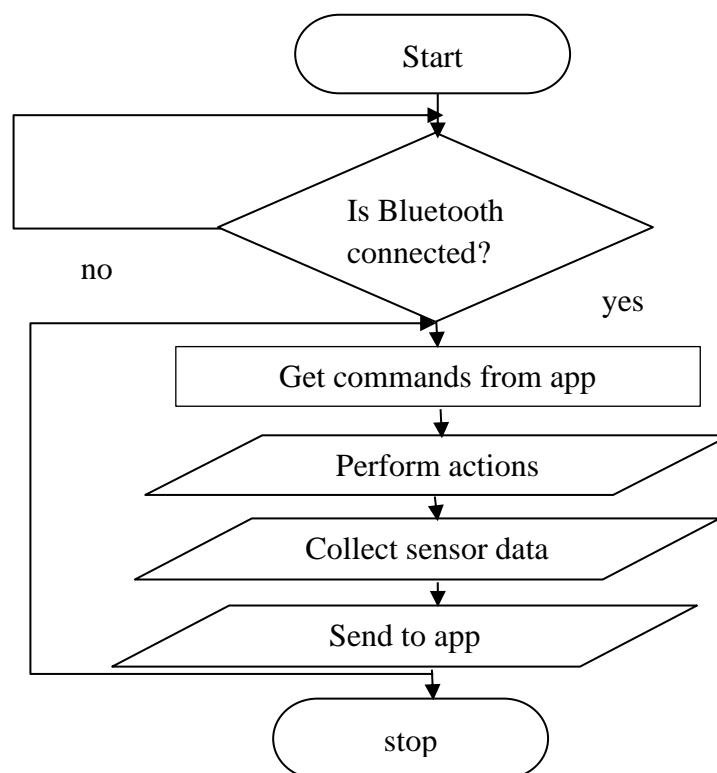 Start
Is Bluetooth
connected?
no
yes
Get commands from app
Perform actions
Collect sensor data
Send to app
stop